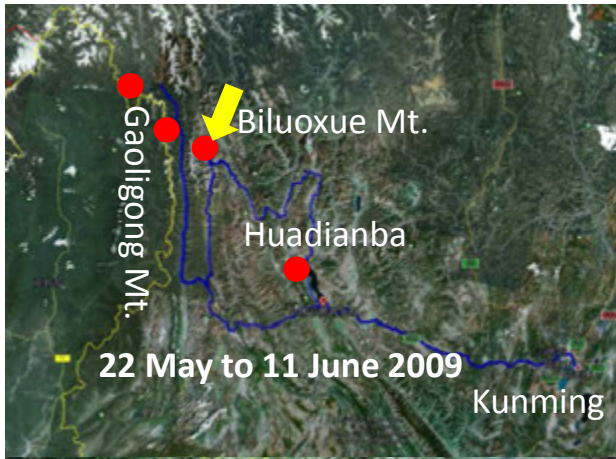 Biluoxue Mt.
Gaoligong Mt.
Huadianba
22 May to 11 June 2009
Kunming